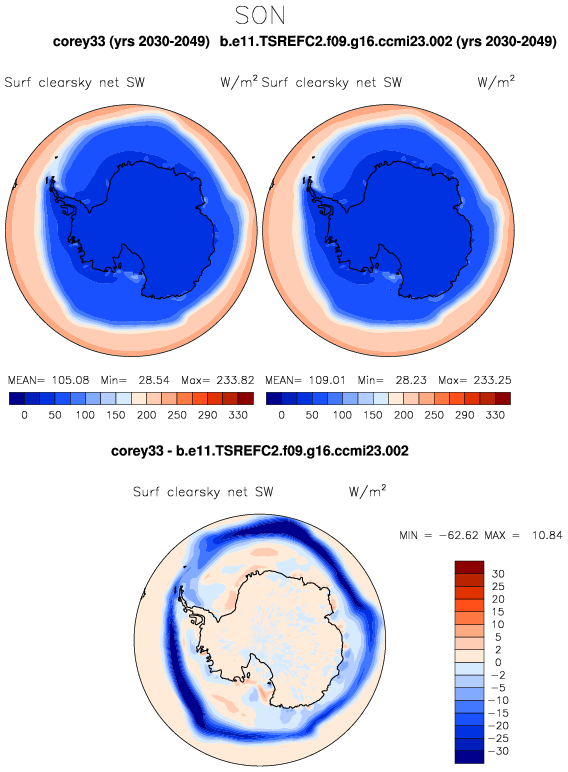 SON
corey33 (yrs 2030-2049) b.e11.TSREFC2.f09.g16.ccmi23.002 (yrs 2030-2049)
Surf clearsky net SW W/m² Surf clearsky net SW W/m²
MEAN= 105.08 Min= 28.54 Max= 233.82 MEAN= 109.01 Min= 28.23 Max= 233.25
0 50 100 150 200 250 290 330 0 50 100 150 200 250 290 330
corey33 - b.e11.TSREFC2.f09.g16.ccmi23.002
Surf clearsky net SW W/m²
MIN = -62.62 MAX = 10.84
30
25
20
15
10
5
2
0
-2
-5
-10
-15
-20
-25
-30